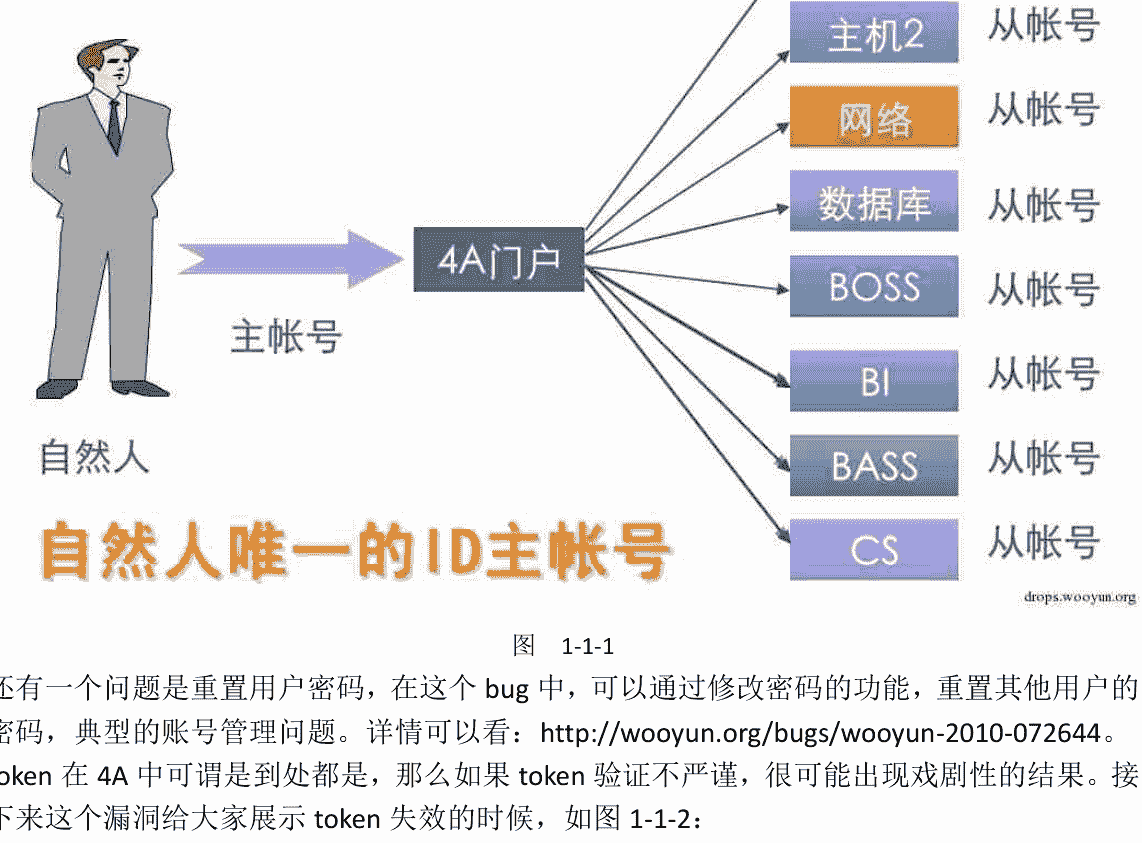 主机2 从帐号
网络 从帐号
数据库 从帐号
4A门户
BOSS 从帐号
主帐号
BI 从帐号
自然人
BASS 从帐号
自然人唯一的ID主帐号
CS 从帐号
drops.wooyun.org
图 1-1-1
还有一个问题是重置用户密码，在这个 bug 中，可以通过修改密码的功能，重置其他用户的
密码，典型的账号管理问题。详情可以看：http://wooyun.org/bugs/wooyun-2010-072644。
oken 在 4A 中可谓是到处都是，那么如果 token 验证不严谨，很可能出现戏剧性的结果。接
下来这个漏洞给大家展示 token 失效的时候，如图 1-1-2：